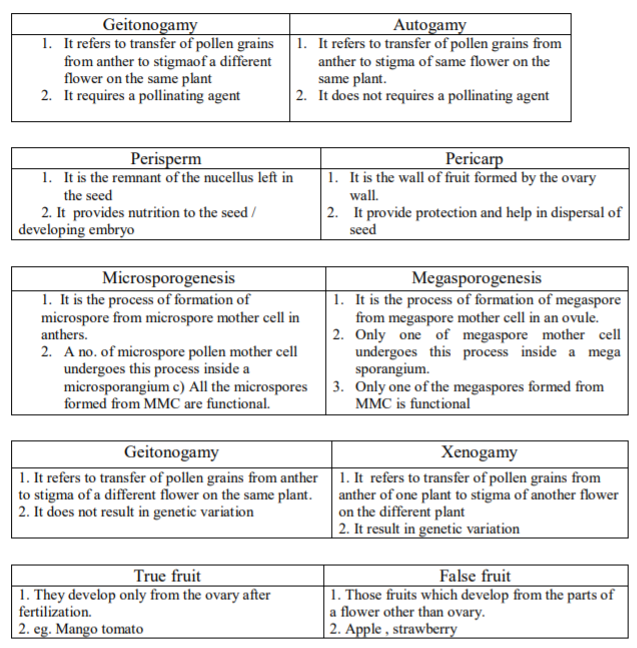 Geitonogamy
1. It refers to transfer of pollen grains
from anther to stigmaof a different
flower on the same plant
2. It requires a pollinating agent
Autogamy
1. It refers to transfer of pollen grains from
anther to stigma of same flower on the
same plant.
2. It does not requires a pollinating agent
Perisperm
1. It is the remnant of the nucellus left in
the seed
2. It provides nutrition to the seed /
developing embryo
Pericarp
1. It is the wall of fruit formed by the ovary
wall.
2. It provide protection and help in dispersal of
seed
Microsporogenesis
1. It is the process of formation of
microspore from microspore mother cell in
anthers.
2. A no. of microspore pollen mother cell
undergoes this process inside a
microsporangium c) All the microspores
formed from MMC are functional.
Megasporogenesis
1. It is the process of formation of megaspore
from megaspore mother cell in an ovule.
2. Only one of megaspore mother cell
undergoes this process inside a mega
sporangium.
3. Only one of the megaspores formed from
MMC is functional
Geitonogamy
1. It refers to transfer of pollen grains from anther
to stigma of a different flower on the same plant.
2. It does not result in genetic variation
Xenogamy
1. It refers to transfer of pollen grains from
anther of one plant to stigma of another flower
on the different plant
2. It result in genetic variation
True fruit
1. They develop only from the ovary after
fertilization.
2. eg. Mango tomato
False fruit
1. Those fruits which develop from the parts of
a flower other than ovary.
2. Apple , strawberry